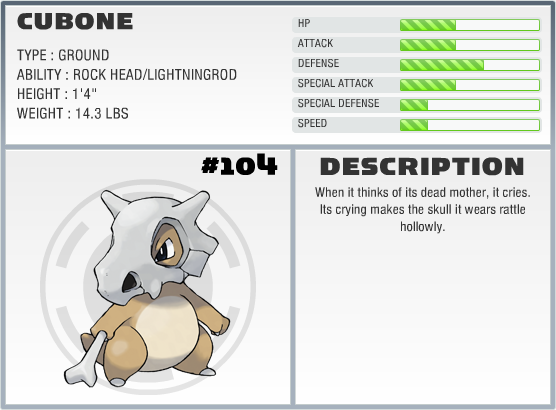 CUBONE
TYPE : GROUND
ABILITY : ROCK HEAD/LIGHTNINGROD
HEIGHT : 1'4"
WEIGHT : 14.3 LBS
HP
ATTACK
DEFENSE
SPECIAL ATTACK
SPECIAL DEFENSE
SPEED
#104
DESCRIPTION
When it thinks of its dead mother, it cries.
Its crying makes the skull it wears rattle
hollowly.